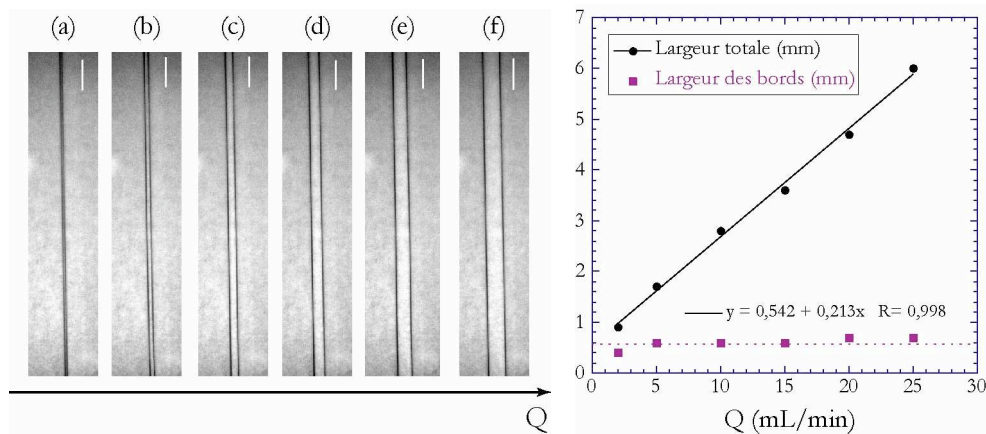 (a) (b) (c) (d) (e) (f)
Q
7
6
5
4
3
2
1
0
Largeur totale (mm)
Largeur des bords (mm)
y = 0,542 + 0,213x R= 0,998
0 5 10 15 20 25 30
Q (mL/min)